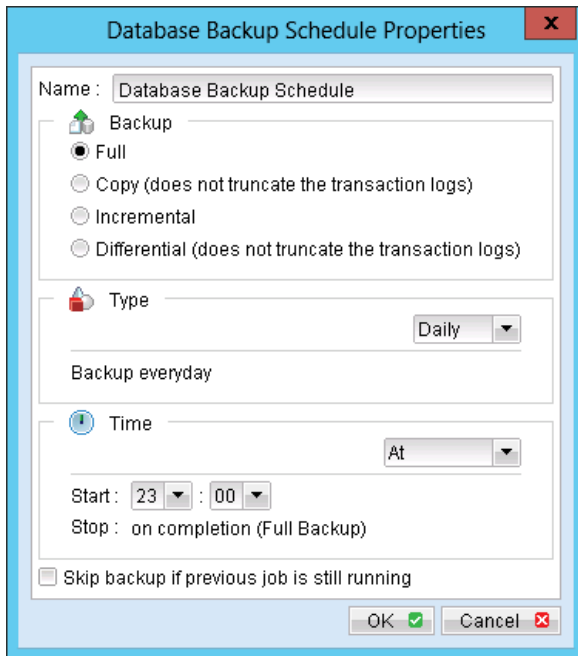 Database Backup Schedule Properties
x
Name : Database Backup Schedule
Backup
Full
Copy (does not truncate the transaction logs)
Incremental
Differential (does not truncate the transaction logs)
Type
Daily
Backup everyday
Time
At
Start : 23 : 00
Stop : on completion (Full Backup)
Skip backup if previous job is still running
OK Cancel